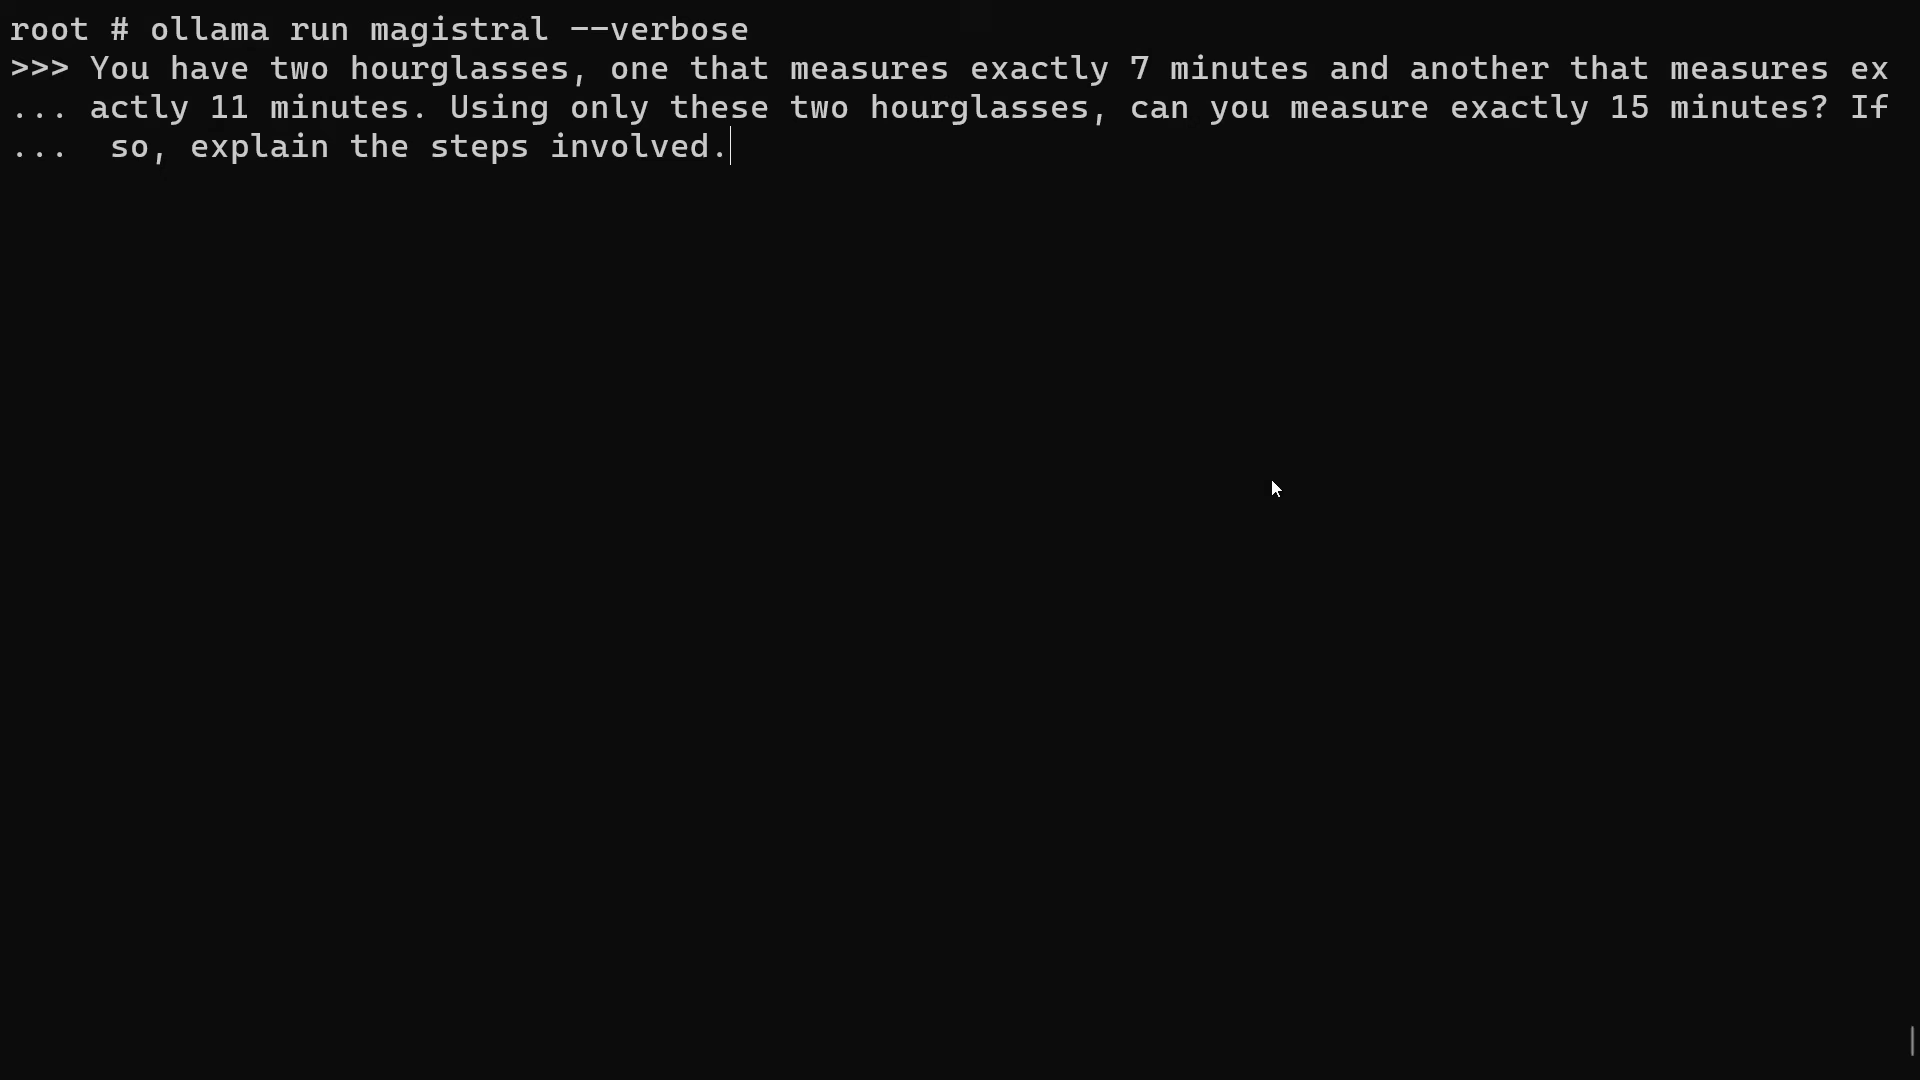 root # ollama run magistral --verbose
>>> You have two hourglasses, one that measures exactly 7 minutes and another that measures ex
... actly 11 minutes. Using only these two hourglasses, can you measure exactly 15 minutes? If
...  so, explain the steps involved.